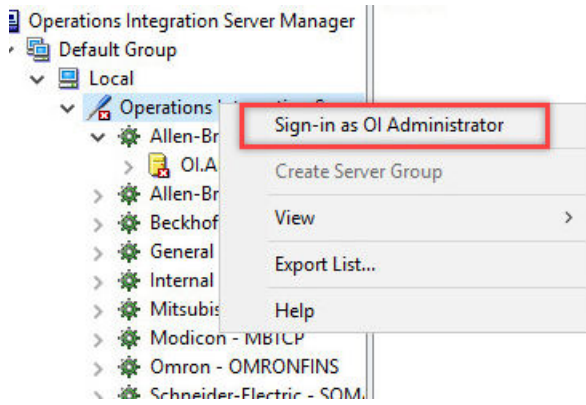 Operations Integration Server Manager
Default Group
Local
Operations
Sign-in as OI Administrator
Allen-Br
OI.A
Create Server Group
Allen-Br
Beckhof
View
General
Export List...
Internal
Mitsubis
Help
Modicon - MBTCP
Omron - OMRONFINS
Schneider-Electric - SOM